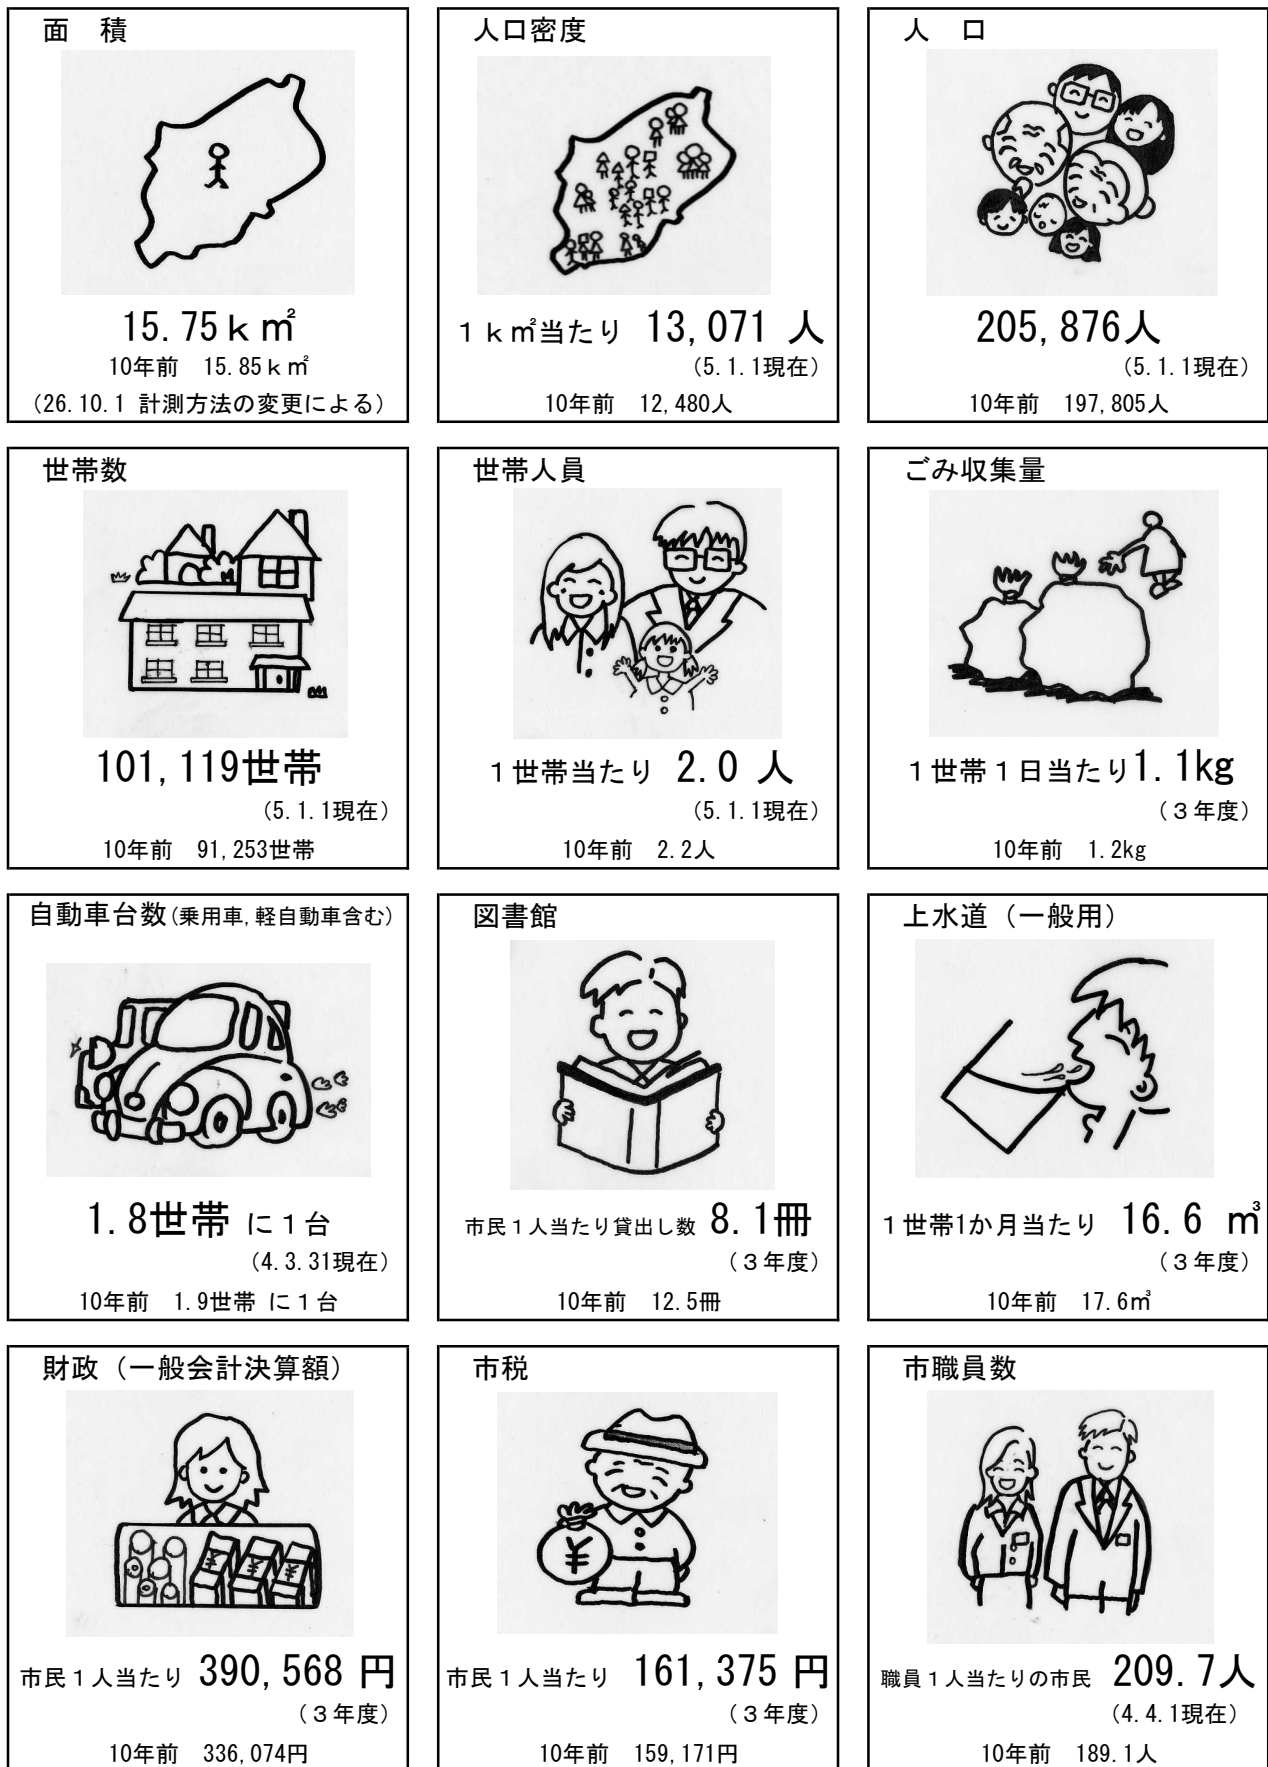 面　積
15.75ｋ㎡
10年前　15.85ｋ㎡
（26.10.1 計測方法の変更による）
人口密度
１ｋ㎡当たり　13,071 人
（5.1.1現在）
10年前　12,480人
人　口
205,876人
（5.1.1現在）
10年前　197,805人
世帯数
101,119世帯
（5.1.1現在）
10年前　91,253世帯
世帯人員
１世帯当たり　2.0 人
（5.1.1現在）
10年前　2.2人
ごみ収集量
１世帯１日当たり1.1kg
（３年度）
10年前　1.2kg
自動車台数（乗用車,軽自動車含む）
1.8世帯 に１台
（4.3.31現在）
10年前　1.9世帯 に１台
図書館
市民１人当たり貸出し数 8.1冊
（３年度）
10年前　12.5冊
上水道（一般用）
１世帯1か月当たり　16.6 ㎥
（３年度）
10年前　17.6㎥
財政（一般会計決算額）
¥ ¥ ¥
市民１人当たり 390,568 円
（３年度）
10年前　336,074円
市税
¥
市民１人当たり　161,375 円
（３年度）
10年前　159,171円
市職員数
職員１人当たりの市民　209.7人
（4.4.1現在）
10年前　189.1人